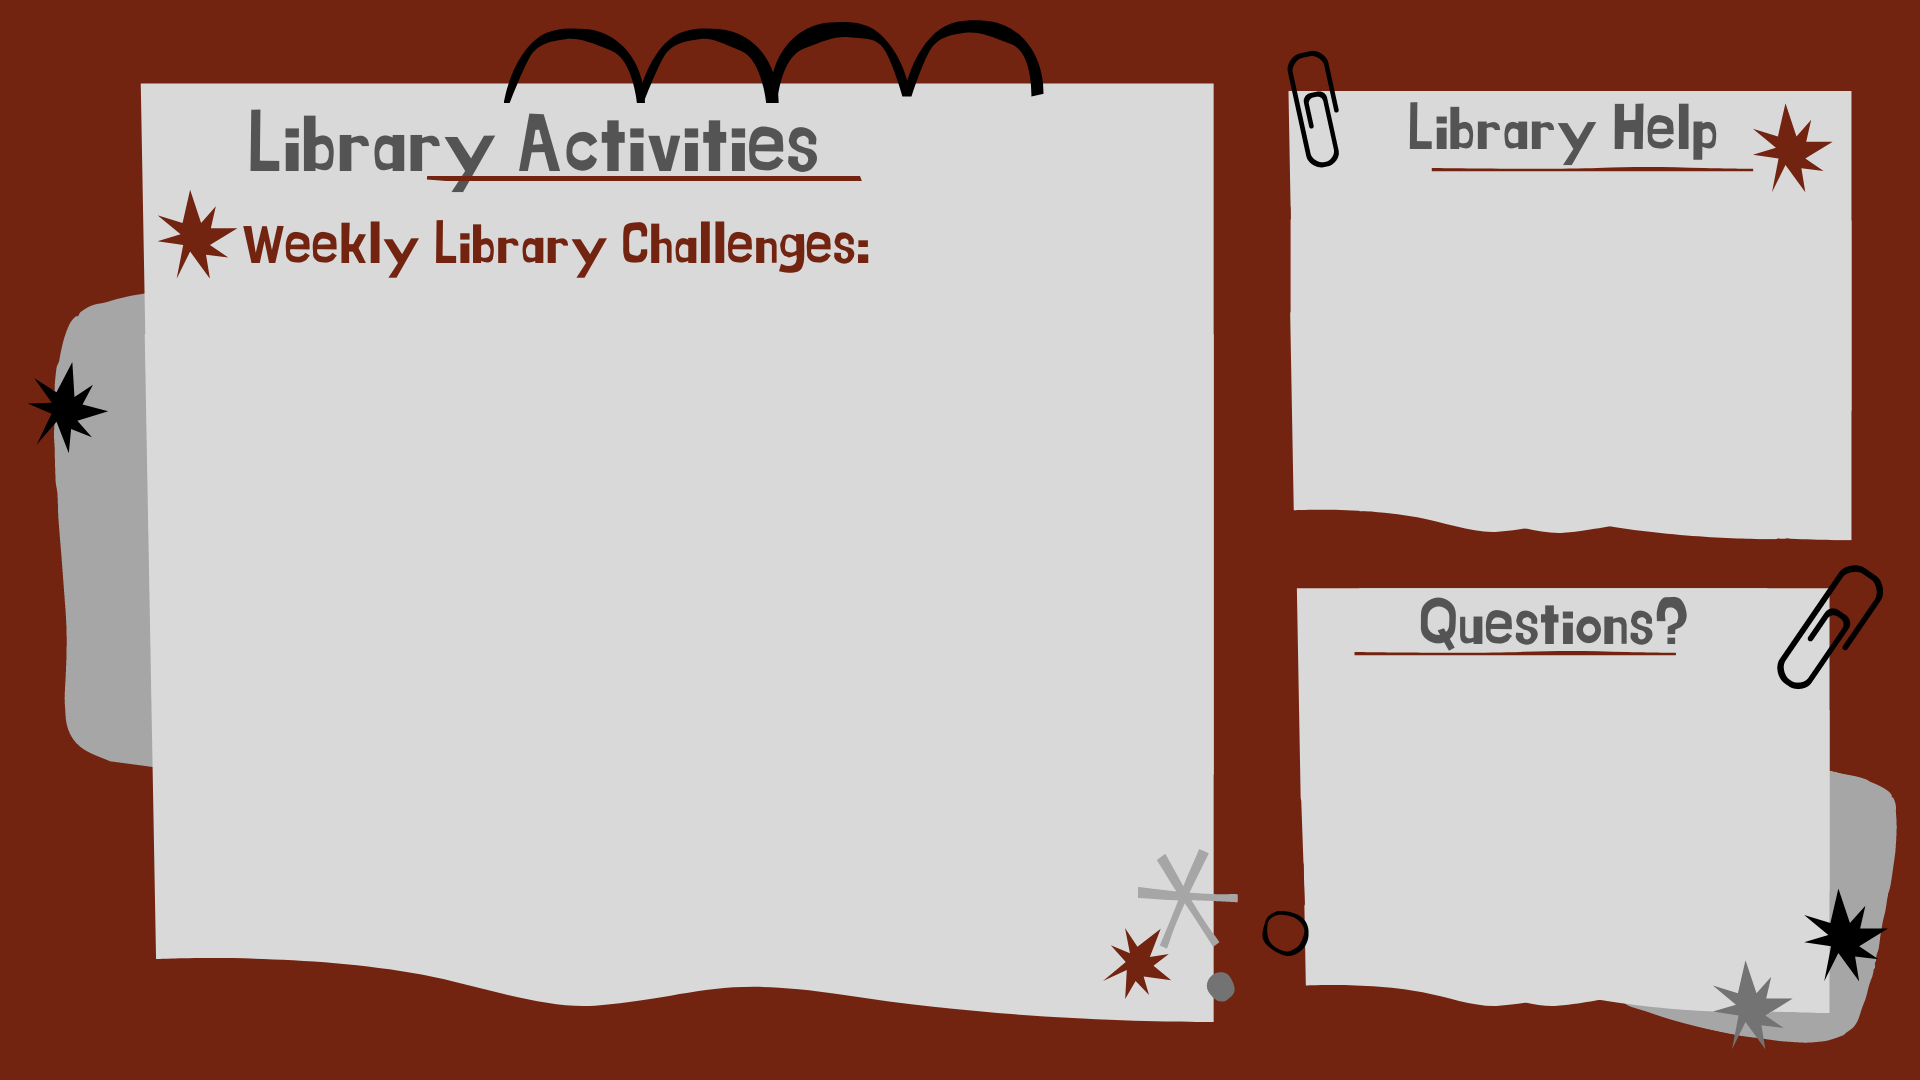 Library Activities
Weekly Library Challenges:
Library Help
Questions?